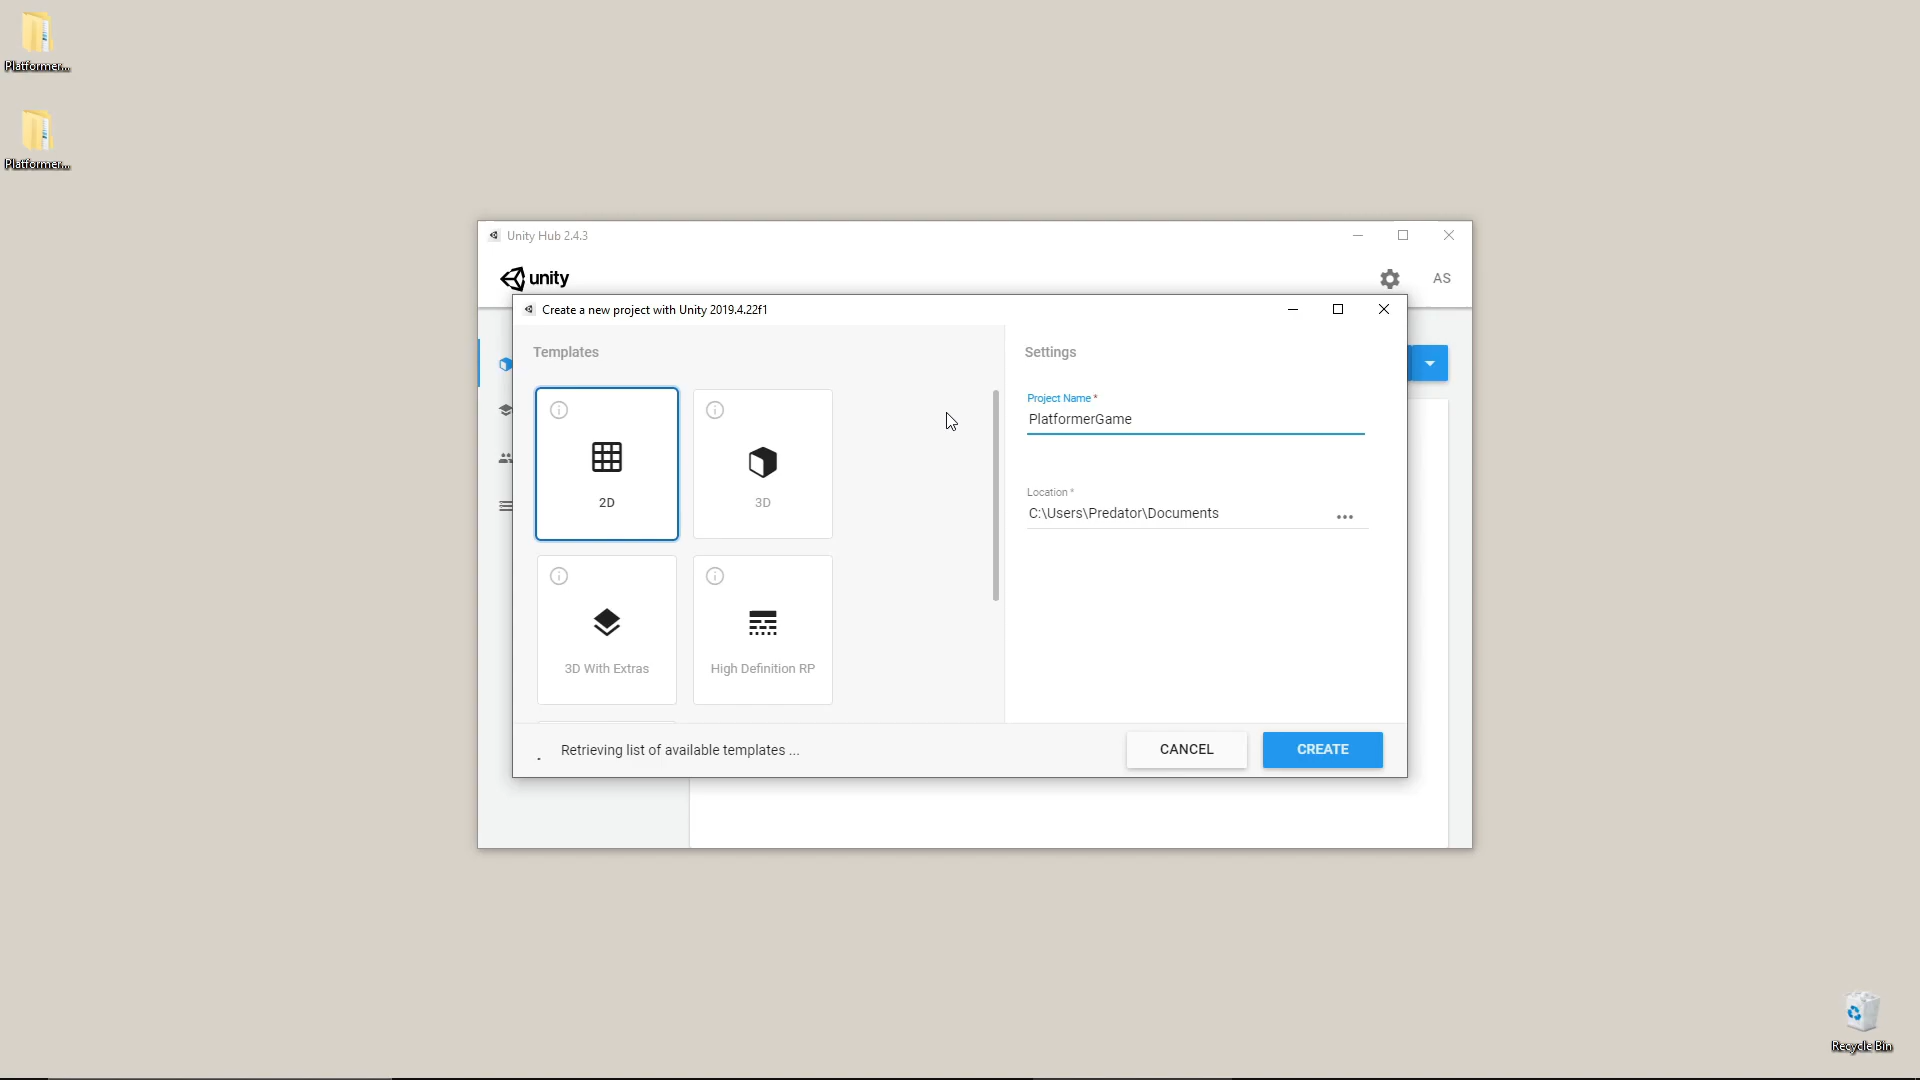 Platformer...
Platformer...
Unity Hub 2.4.3
unity
AS
Create a new project with Unity 2019.4.22f1
Templates
2D
3D
3D With Extras
High Definition RP
Settings
Project Name *
PlatformerGame
Location *
C:\Users\Predator\Documents
Retrieving list of available templates ...
CANCEL
CREATE
Recycle Bin